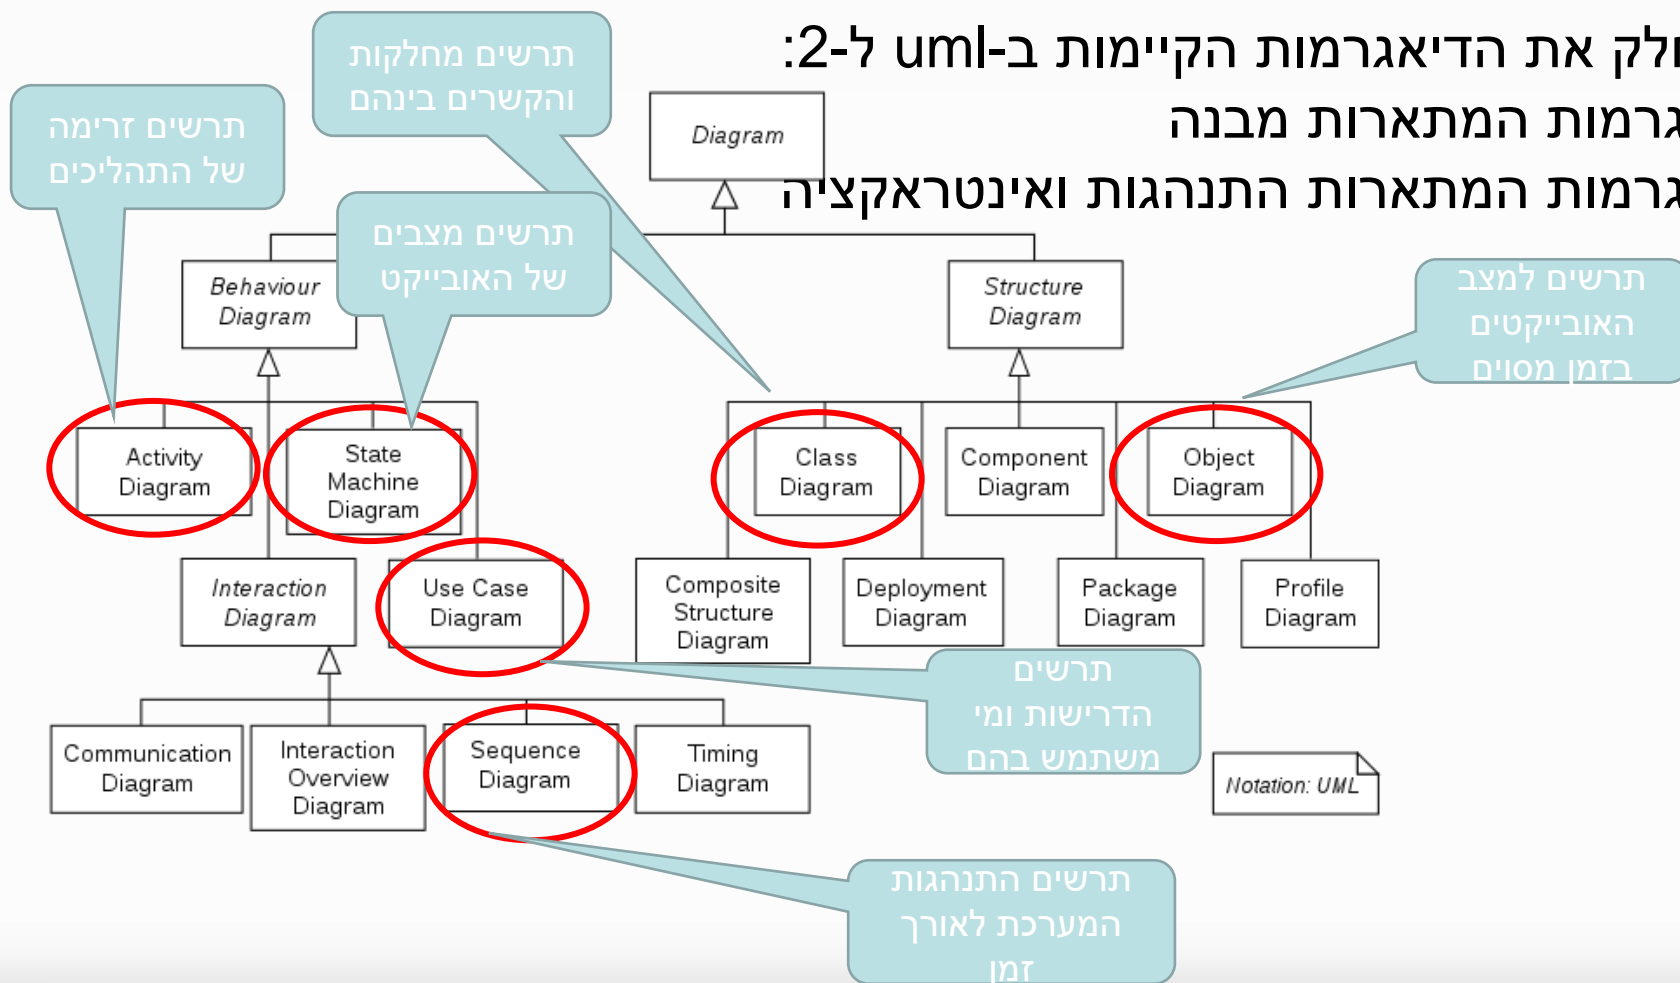 את הדיאגרמות הקיימות ב-uml ל-2:
המתארות מבנה
המתארות התנהגות ואינטראקציה
תרשים מחלקות
והקשרים בינהם
תרשים זרימה
של התהליכים
תרשים מצבים
של האובייקט
תרשים למצב
האובייקטים
בזמן מסוים
Diagram
Behaviour
Diagram
Structure
Diagram
Activity
Diagram
State
Machine
Diagram
Class
Diagram
Component
Diagram
Object
Diagram
Interaction
Diagram
Use Case
Diagram
Composite
Structure
Diagram
Deployment
Diagram
Package
Diagram
Profile
Diagram
תרשים
הדרישות ומי
משתמש בהם
Communication
Diagram
Interaction
Overview
Diagram
Sequence
Diagram
Timing
Diagram
Notation: UML
תרשים התנהגות
המערכת לאורך
זמן